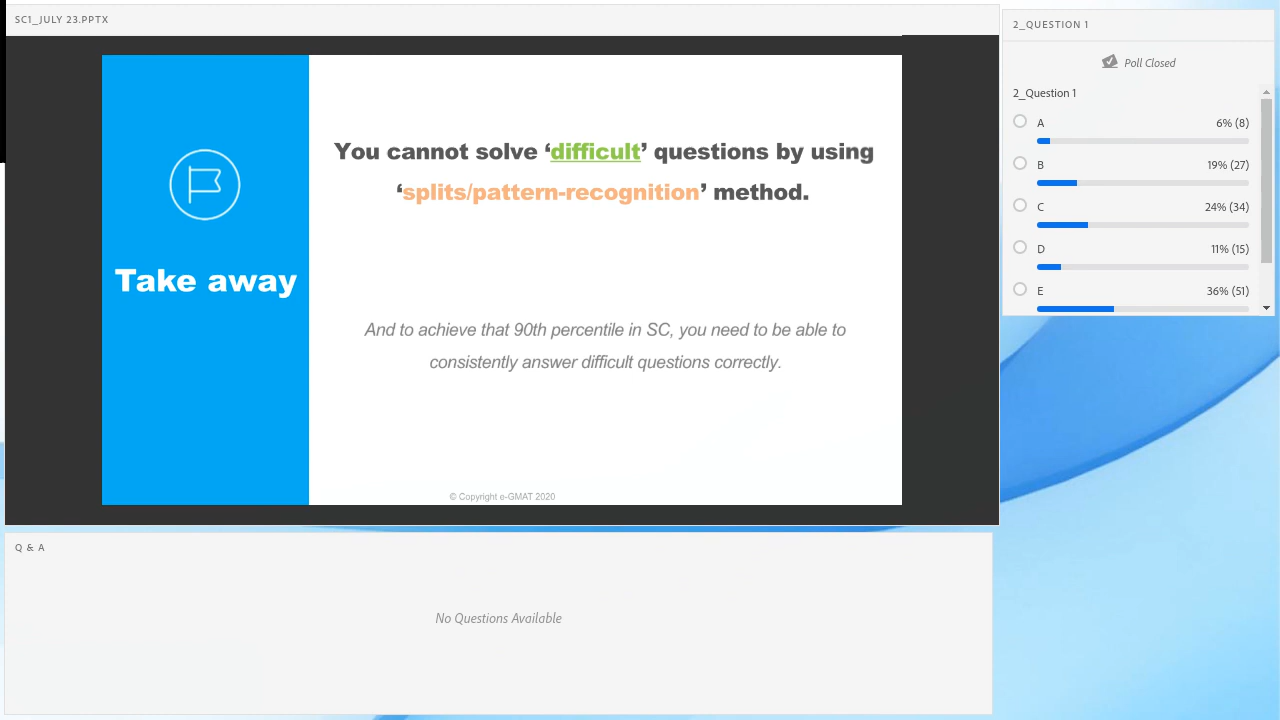 SC1_JULY 23.PPTX
You cannot solve ‘difficult’ questions by using
‘splits/pattern-recognition’ method.
Take away
And to achieve that 90th percentile in SC, you need to be able to
consistently answer difficult questions correctly.
© Copyright e-GMAT 2020
2_QUESTION 1
Poll Closed
2_Question 1
A 6% (8)
B 19% (27)
C 24% (34)
D 11% (15)
E 36% (51)
Q & A
No Questions Available